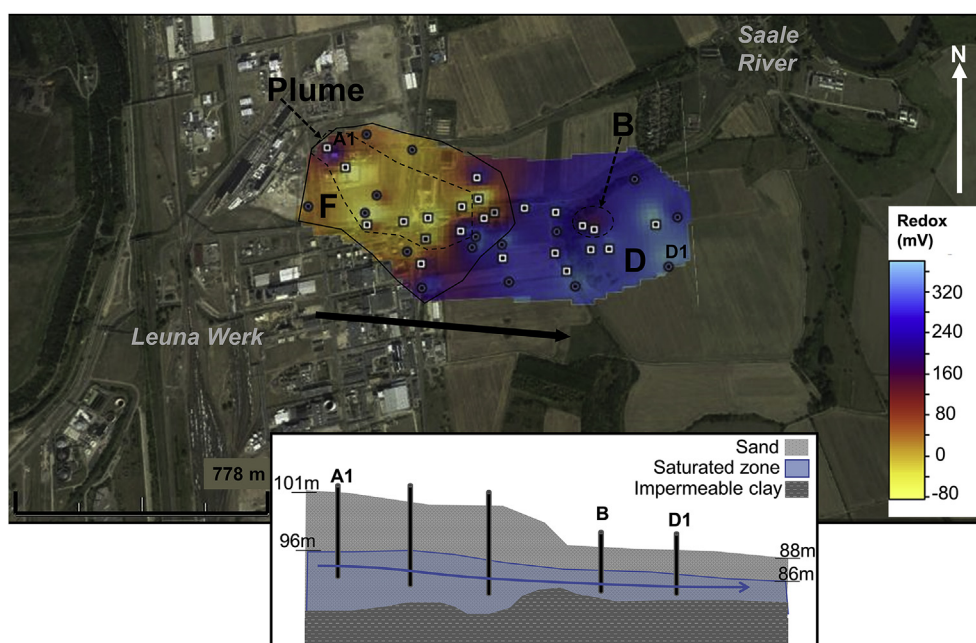 Saale
River
N
Plume
A1
B
F
D
D1
Leuna Werk
778 m
Redox
(mV)
320
240
160
80
0
-80
Sand
Saturated zone
Impermeable clay
101m
A1
96m
B
D1
88m
86m